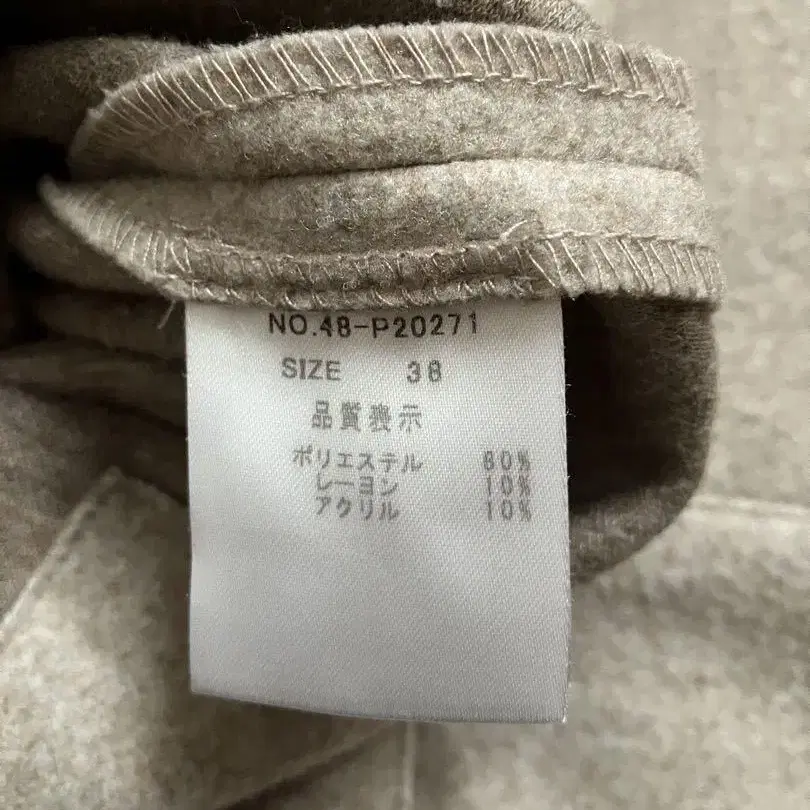 NO.48-P20271
SIZE 38
品質表示
ポリエステル 80%
レーヨン 10%
アクリル 10%